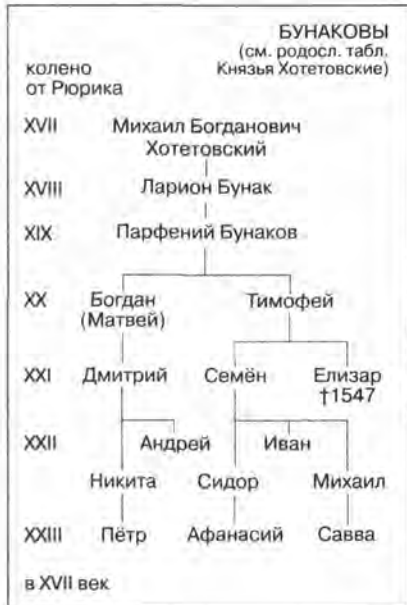 БУНАКОВЫ
(см. родосл. табл.
Князья Хотетовские)
колено
от Рюрика
XVII Михаил Богданович
Хотетовский
XVIII Ларион Бунак
XIX Парфений Бунаков
XX Богдан Тимофей
(Матвей)
XXI Дмитрий Семён Елизар
†1547
XXII Андрей Иван
Никита Сидор Михаил
XXIII Пётр Афанасий Савва
в XVII век